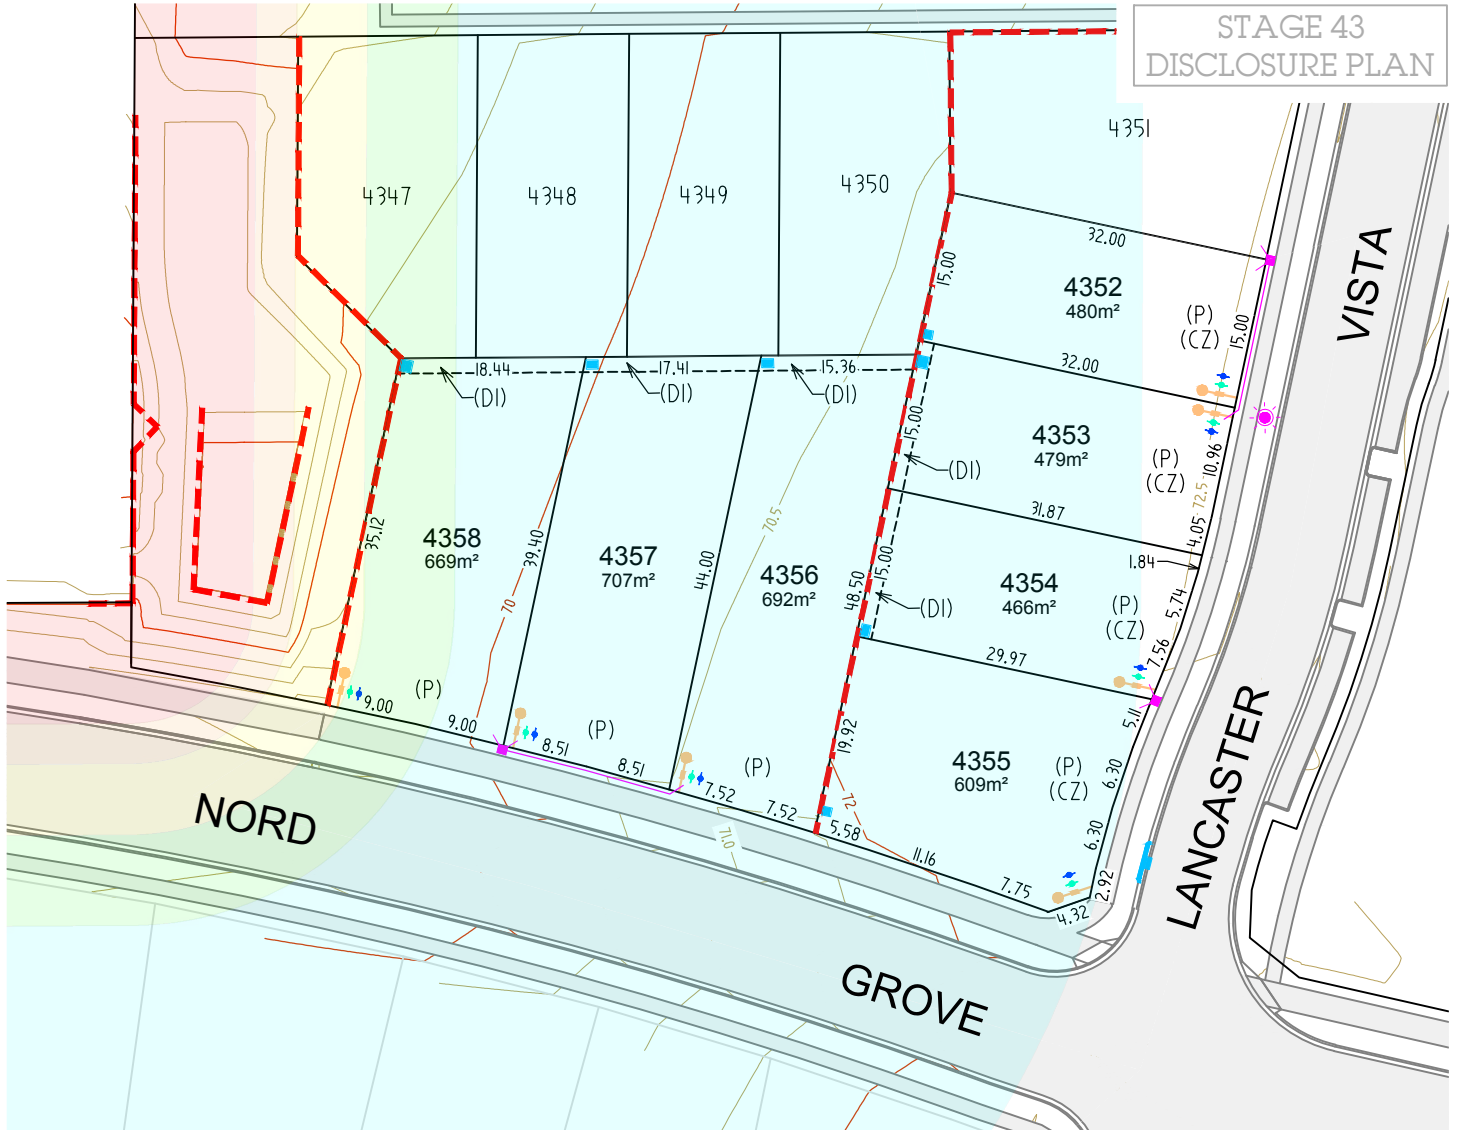 STAGE 43
DISCLOSURE PLAN
4351
4347
4348
4349
4350
32.00
15.00
4352
480m²
(P)
(CZ)
15.00
VISTA
18.44
(DI)
17.41
(DI)
15.36
(DI)
32.00
15.00
(DI)
4353
479m²
(P)
(CZ)
10.96
72.5
4.05
31.87
1.84
35.12
4358
669m²
39.40
4357
707m²
44.00
70.5
4356
692m²
48.50
15.00
(DI)
4354
466m²
(P)
(CZ)
5.74
7.56
70
29.97
9.00
(P)
9.00
8.51
(P)
8.51
7.52
(P)
7.52
19.92
72
5.58
71.0
4355
609m²
(P)
(CZ)
5.11
6.30
6.30
2.92
11.16
7.75
4.32
NORD
GROVE
LANCASTER